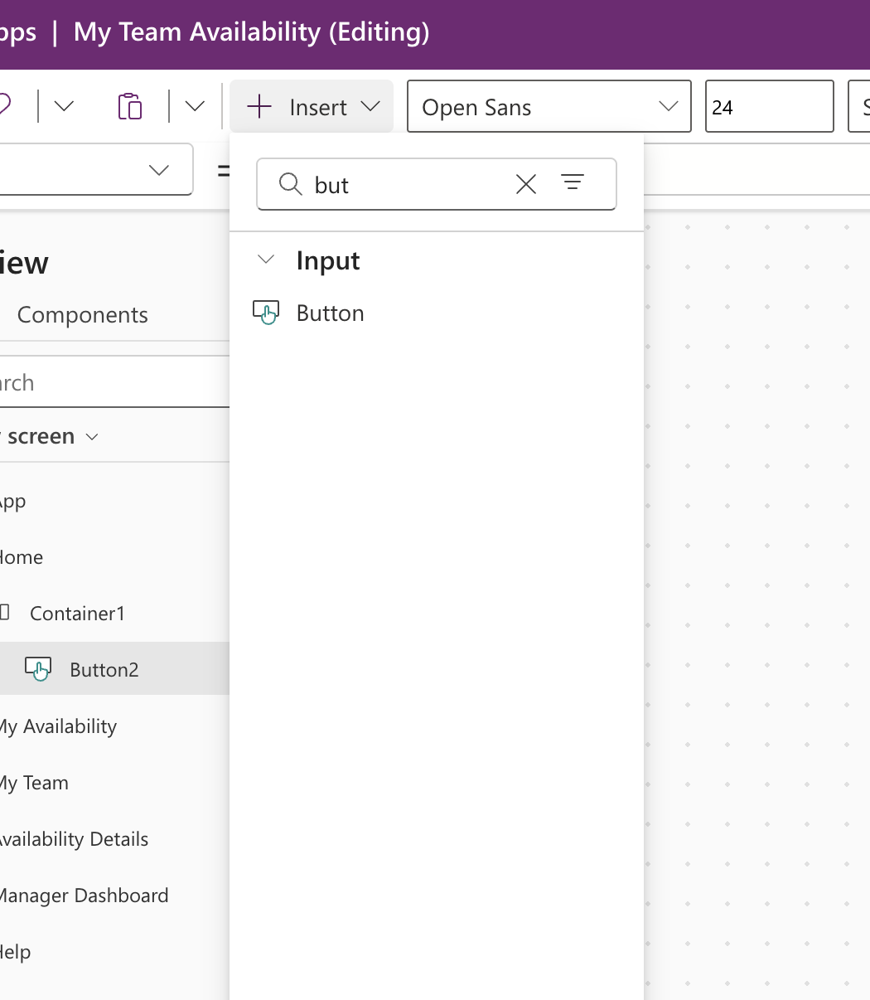 pps | My Team Availability (Editing)
Insert
Open Sans
24
S
=
but
iew
Input
Components
Button
arch
screen
App
Home
Container1
Button2
My Availability
My Team
Availability Details
Manager Dashboard
Help